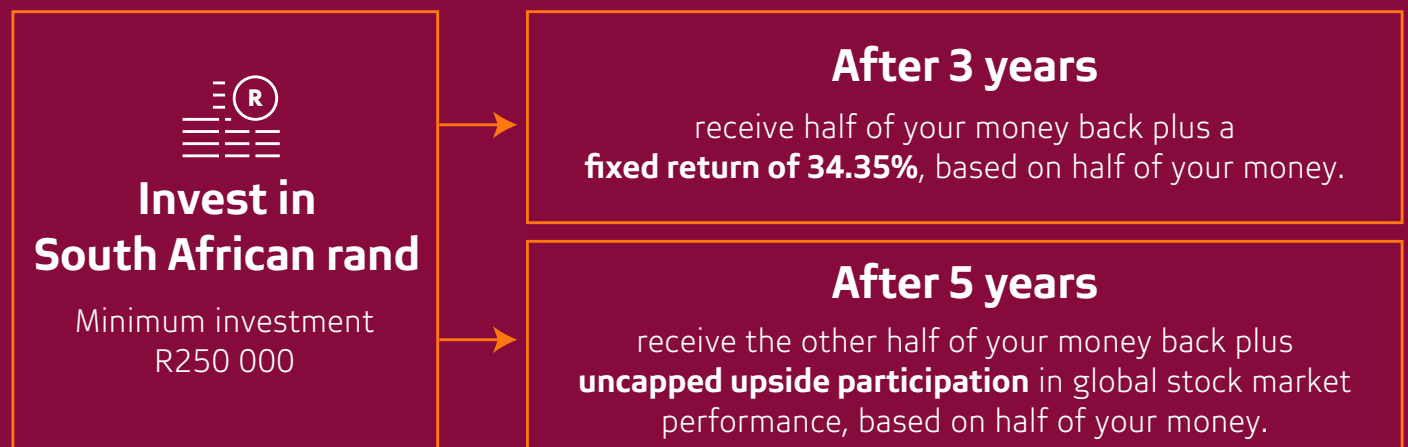 R
Invest in
South African rand
Minimum investment
R250 000
After 3 years
receive half of your money back plus a
fixed return of 34.35%, based on half of your money.
After 5 years
receive the other half of your money back plus
uncapped upside participation in global stock market
performance, based on half of your money.